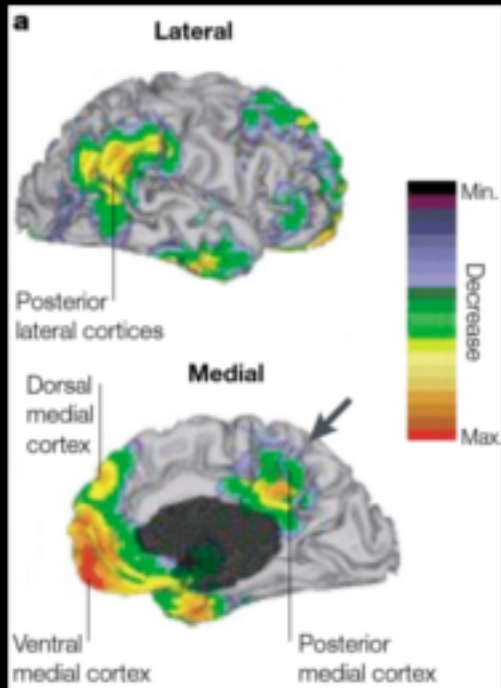 a
Lateral
Min.
Decrease
Max.
Posterior
lateral cortices
Medial
Dorsal
medial
cortex
Ventral
medial cortex
Posterior
medial cortex